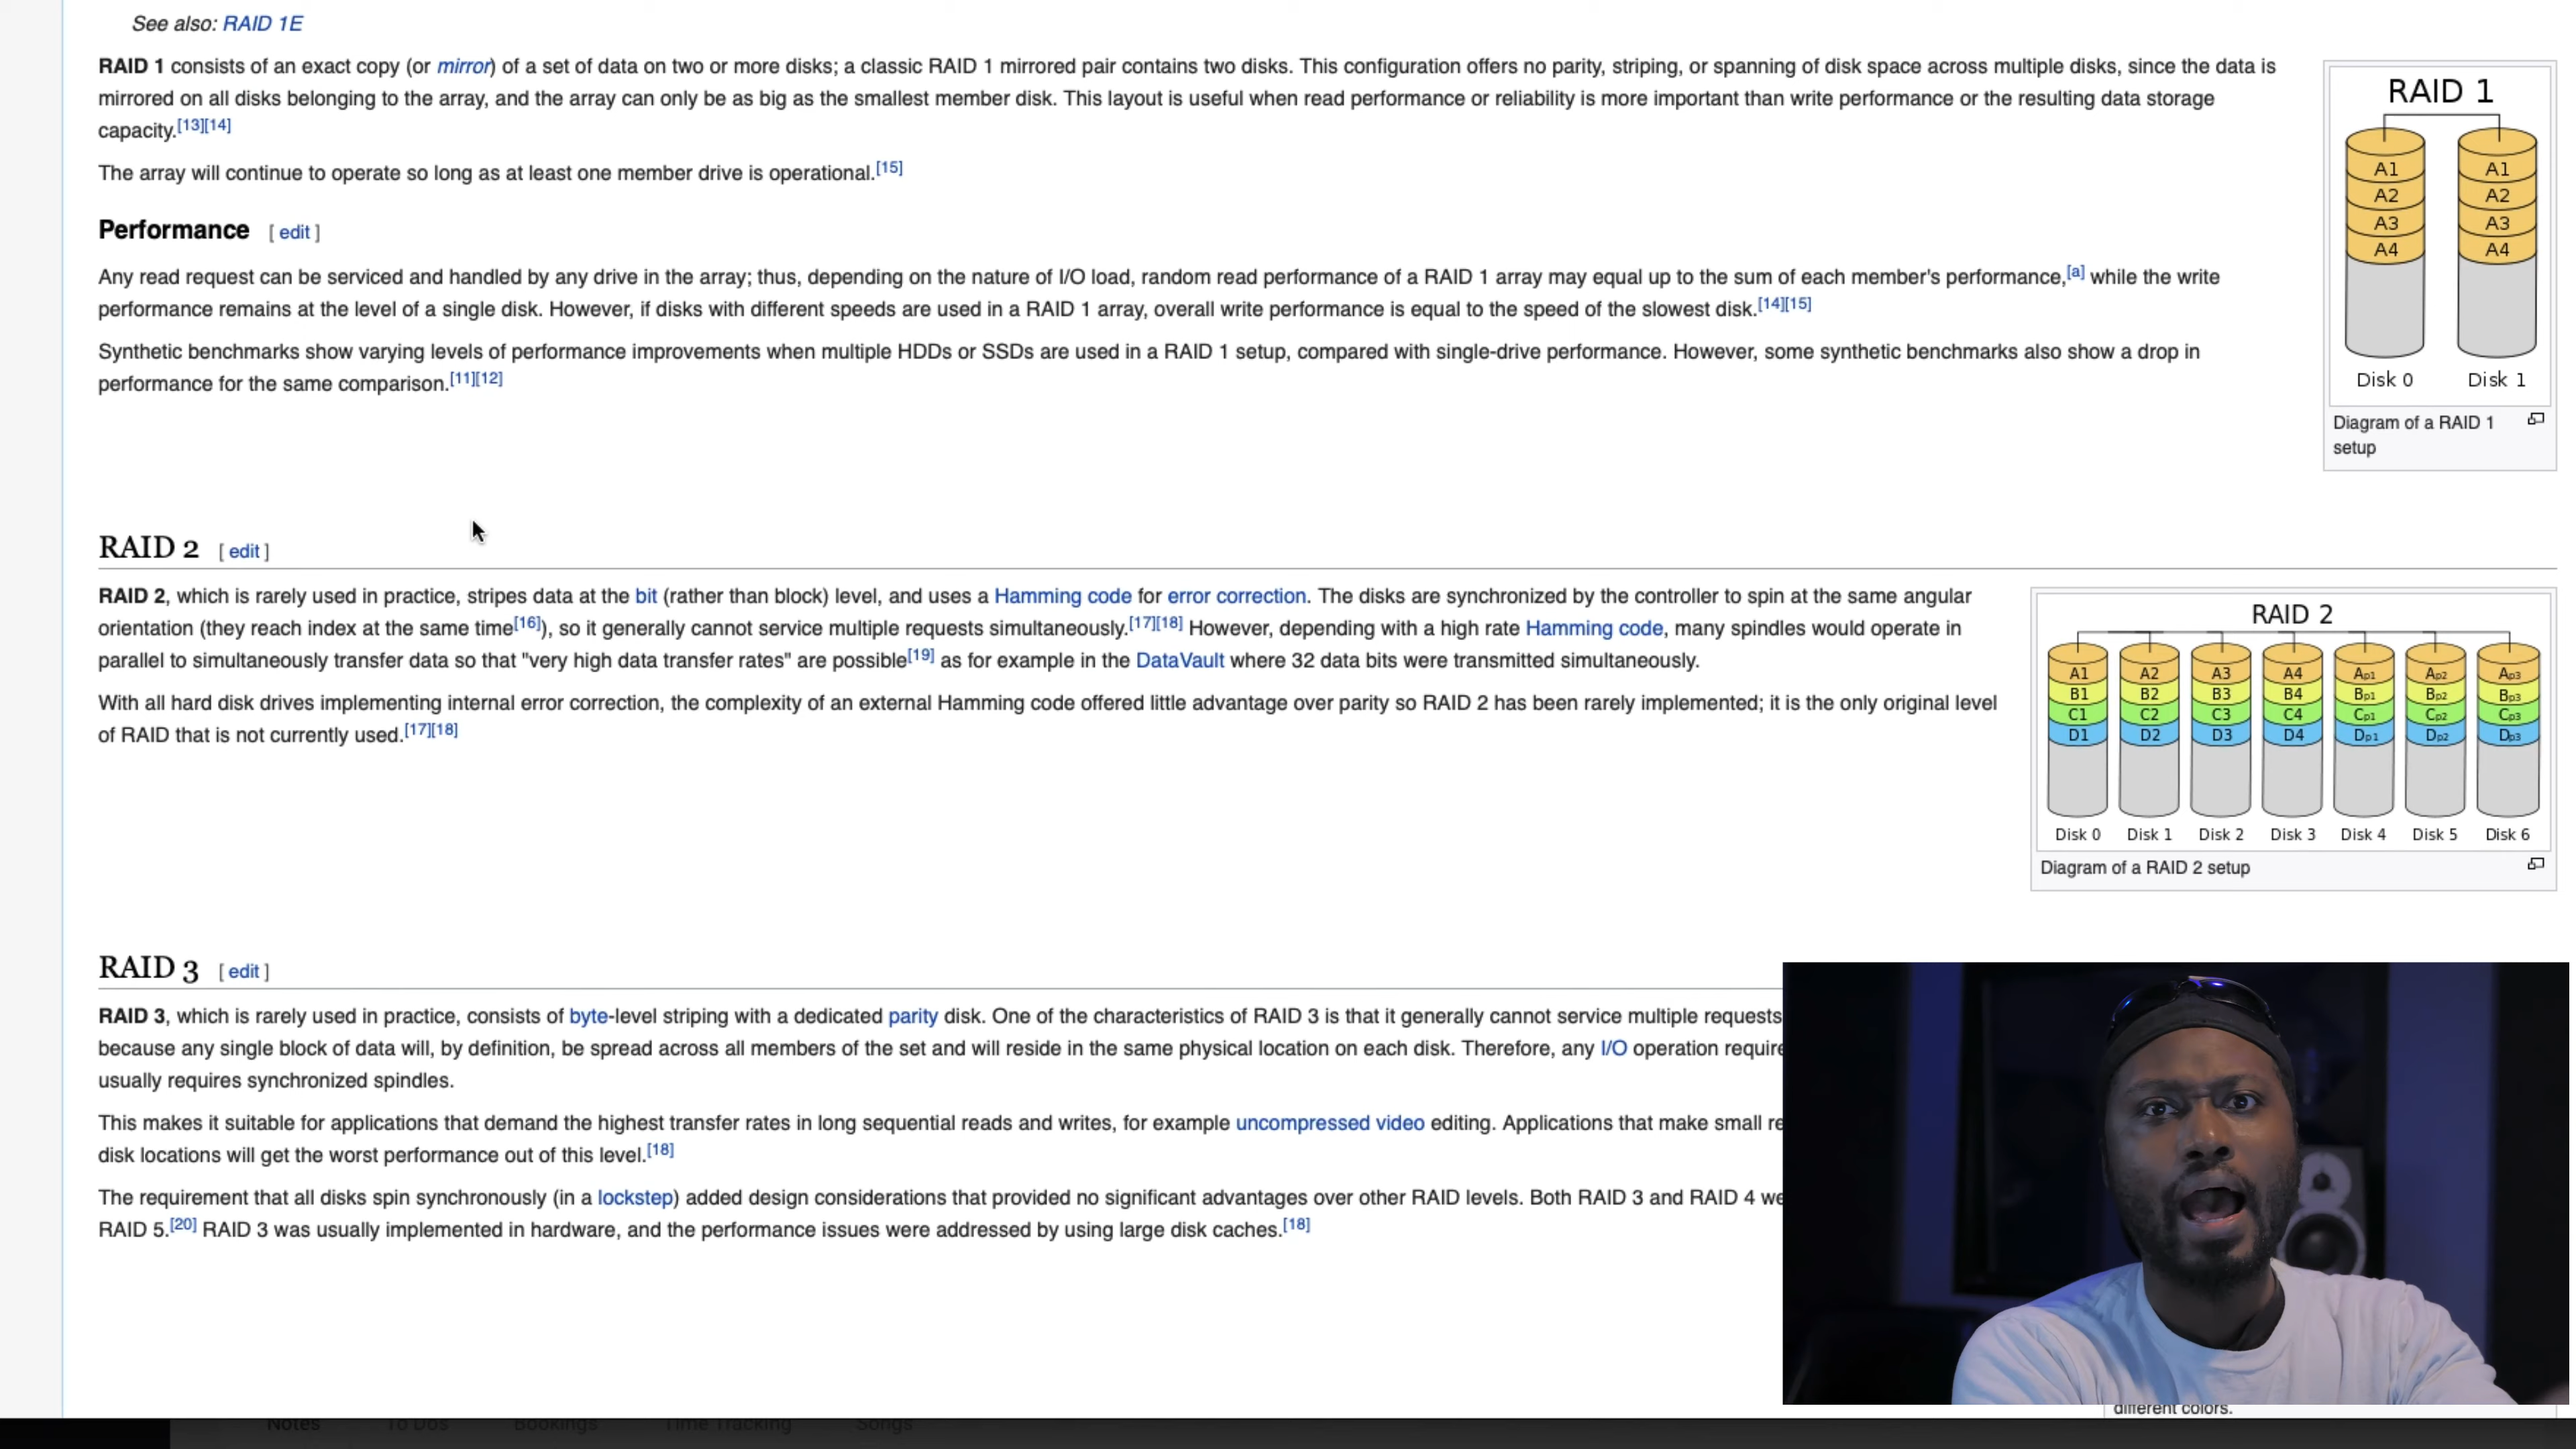 See also: RAID 1E
RAID 1 consists of an exact copy (or mirror) of a set of data on two or more disks; a classic RAID 1 mirrored pair contains two disks. This configuration offers no parity, striping, or spanning of disk space across multiple disks, since the data is
mirrored on all disks belonging to the array, and the array can only be as big as the smallest member disk. This layout is useful when read performance or reliability is more important than write performance or the resulting data storage
capacity.[13][14]
The array will continue to operate so long as at least one member drive is operational.[15]
Performance [ edit ]
Any read request can be serviced and handled by any drive in the array; thus, depending on the nature of I/O load, random read performance of a RAID 1 array may equal up to the sum of each member's performance,[a] while the write
performance remains at the level of a single disk. However, if disks with different speeds are used in a RAID 1 array, overall write performance is equal to the speed of the slowest disk.[14][15]
Synthetic benchmarks show varying levels of performance improvements when multiple HDDs or SSDs are used in a RAID 1 setup, compared with single-drive performance. However, some synthetic benchmarks also show a drop in
performance for the same comparison.[11][12]
RAID 1
A1 A1
A2 A2
A3 A3
A4 A4
Disk 0 Disk 1
Diagram of a RAID 1
setup
RAID 2 [ edit ]
RAID 2, which is rarely used in practice, stripes data at the bit (rather than block) level, and uses a Hamming code for error correction. The disks are synchronized by the controller to spin at the same angular
orientation (they reach index at the same time[16]), so it generally cannot service multiple requests simultaneously.[17][18] However, depending with a high rate Hamming code, many spindles would operate in
parallel to simultaneously transfer data so that "very high data transfer rates" are possible[19] as for example in the DataVault where 32 data bits were transmitted simultaneously.
With all hard disk drives implementing internal error correction, the complexity of an external Hamming code offered little advantage over parity so RAID 2 has been rarely implemented; it is the only original level
of RAID that is not currently used.[17][18]
RAID 2
A1 A2 A3 A4 Ap1 Ap2 Ap3
B1 B2 B3 B4 Bp1 Bp2 Bp3
C1 C2 C3 C4 Cp1 Cp2 Cp3
D1 D2 D3 D4 Dp1 Dp2 Dp3
Disk 0 Disk 1 Disk 2 Disk 3 Disk 4 Disk 5 Disk 6
Diagram of a RAID 2 setup
RAID 3 [ edit ]
RAID 3, which is rarely used in practice, consists of byte-level striping with a dedicated parity disk. One of the characteristics of RAID 3 is that it generally cannot service multiple requests
because any single block of data will, by definition, be spread across all members of the set and will reside in the same physical location on each disk. Therefore, any I/O operation require
usually requires synchronized spindles.
This makes it suitable for applications that demand the highest transfer rates in long sequential reads and writes, for example uncompressed video editing. Applications that make small re
disk locations will get the worst performance out of this level.[18]
The requirement that all disks spin synchronously (in a lockstep) added design considerations that provided no significant advantages over other RAID levels. Both RAID 3 and RAID 4 we
RAID 5.[20] RAID 3 was usually implemented in hardware, and the performance issues were addressed by using large disk caches.[18]
different colors.
Notes To Dos Bookings Time Tracking Songs